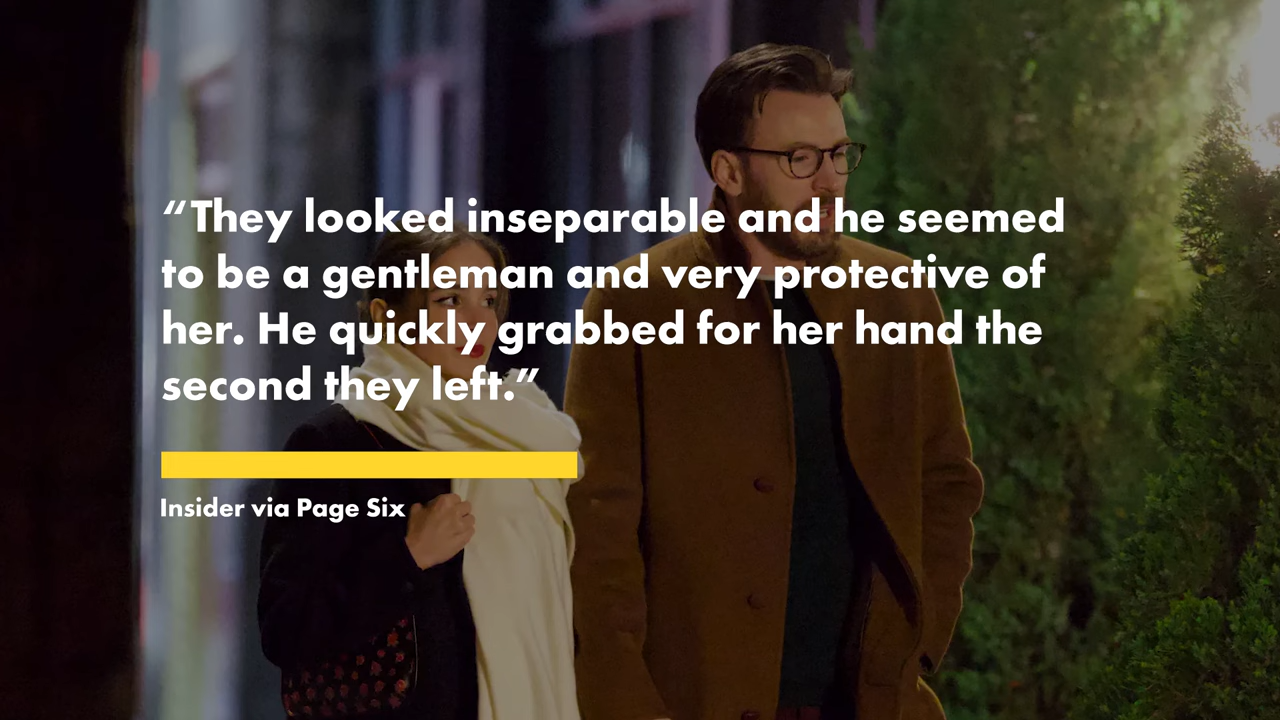 “They looked inseparable and he seemed
to be a gentleman and very protective of
her. He quickly grabbed for her hand the
second they left.”
Insider via Page Six